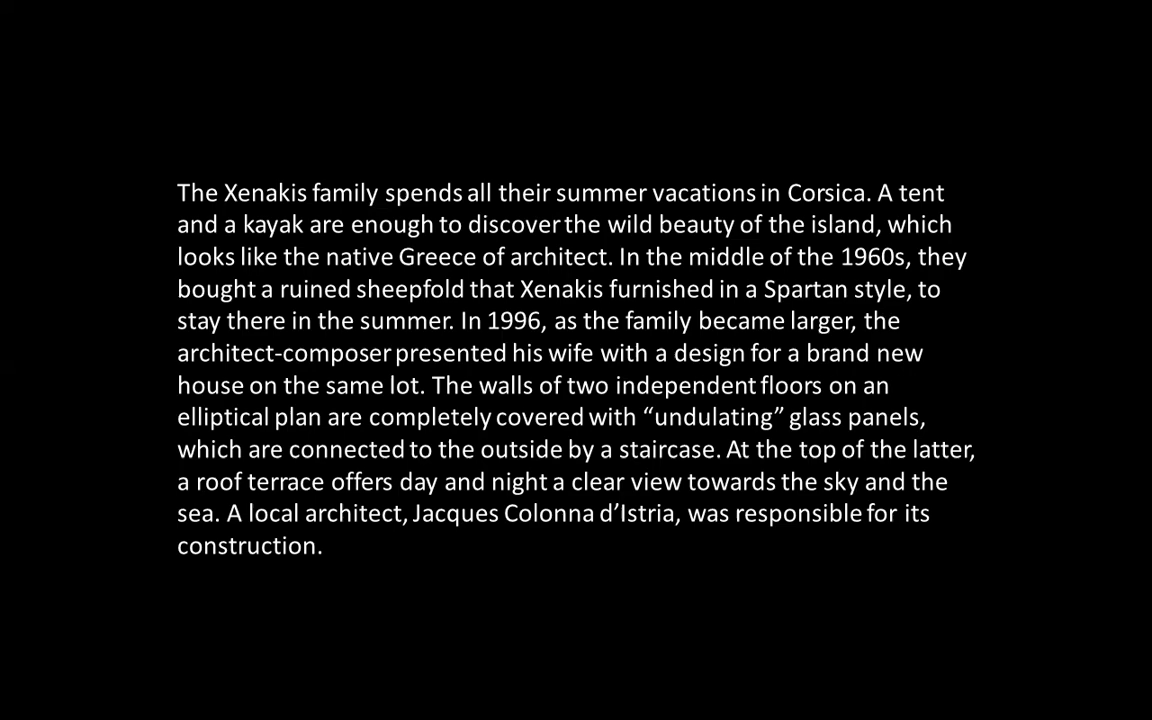 The Xenakis family spends all their summer vacations in Corsica. A tent
and a kayak are enough to discover the wild beauty of the island, which
looks like the native Greece of architect. In the middle of the 1960s, they
bought a ruined sheepfold that Xenakis furnished in a Spartan style, to
stay there in the summer. In 1996, as the family became larger, the
architect-composer presented his wife with a design for a brand new
house on the same lot. The walls of two independent floors on an
elliptical plan are completely covered with “undulating” glass panels,
which are connected to the outside by a staircase. At the top of the latter,
a roof terrace offers day and night a clear view towards the sky and the
sea. A local architect, Jacques Colonna d’Istria, was responsible for its
construction.